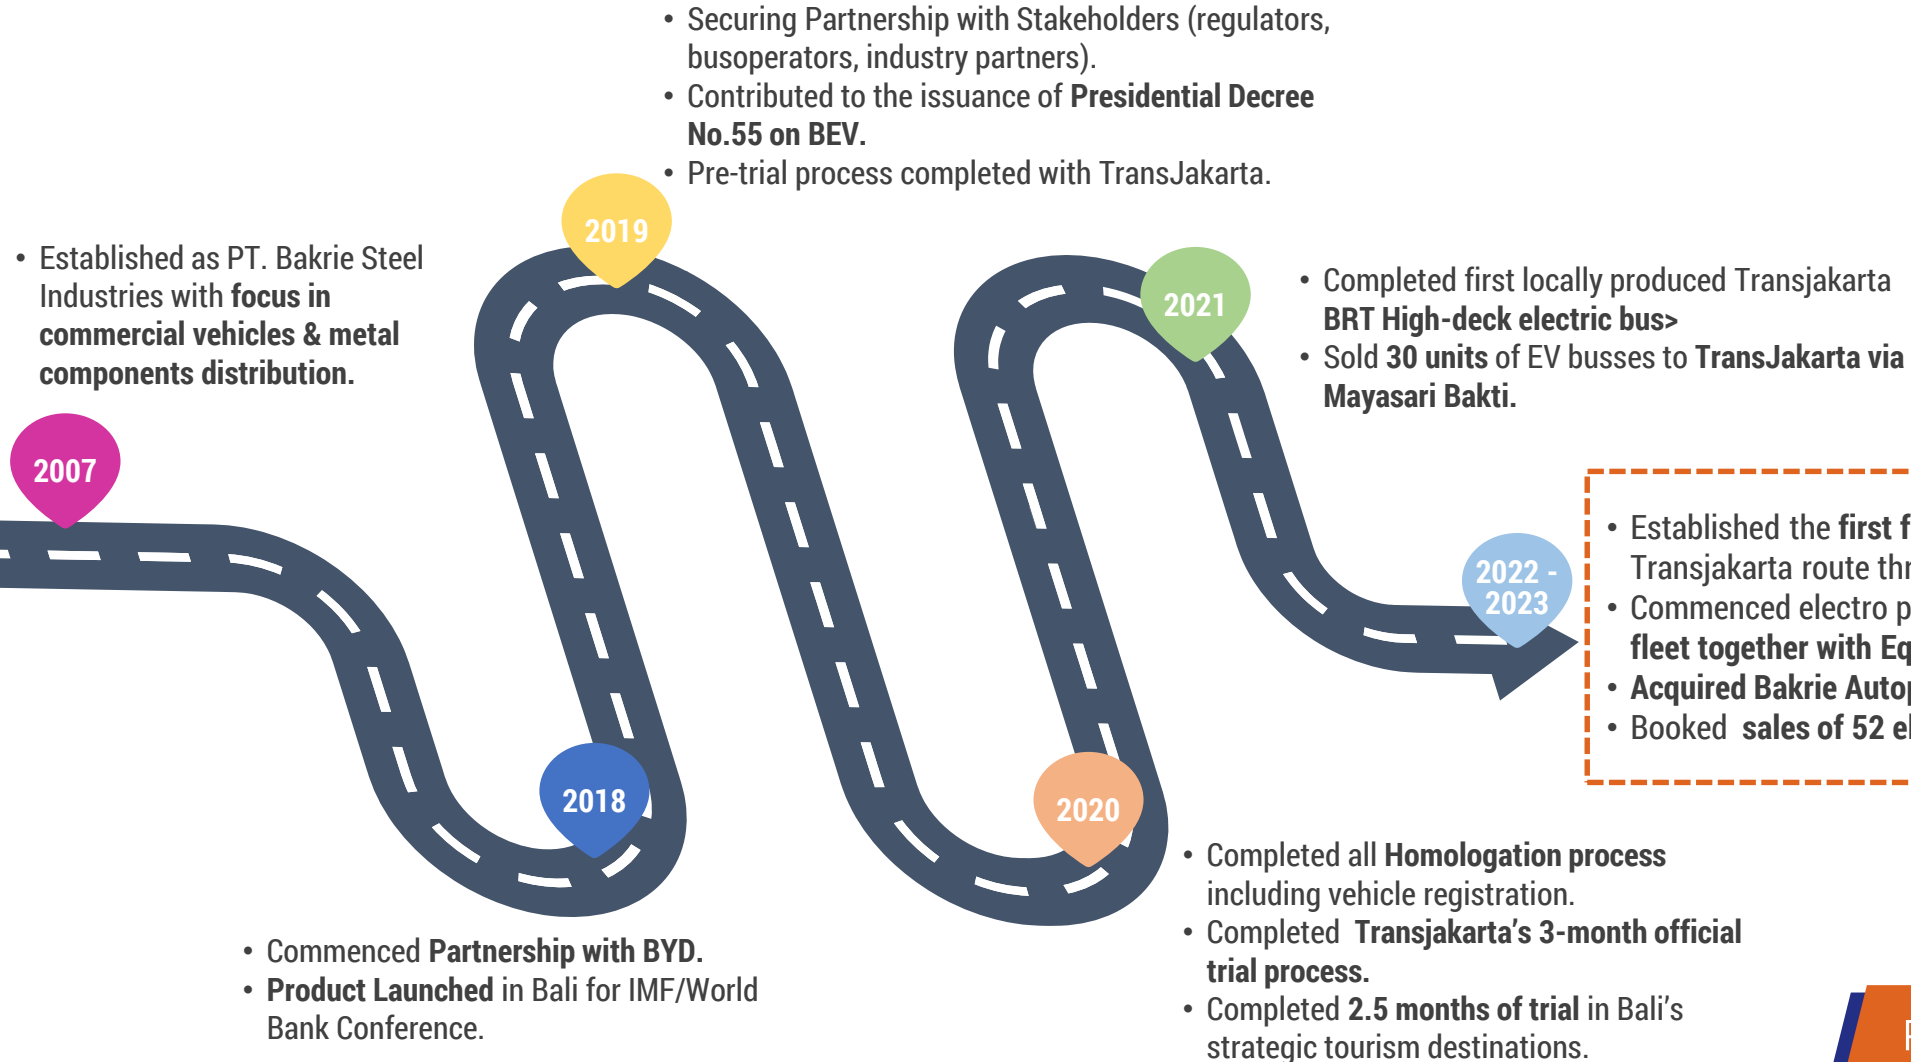 • Securing Partnership with Stakeholders (regulators,
busoperators, industry partners).
• Contributed to the issuance of Presidential Decree
No.55 on BEV.
• Pre-trial process completed with TransJakarta.
2019
• Established as PT. Bakrie Steel
Industries with focus in
commercial vehicles & metal
components distribution.
2007
2021
• Completed first locally produced Transjakarta
BRT High-deck electric bus>
• Sold 30 units of EV busses to TransJakarta via
Mayasari Bakti.
2022 -
2023
• Established the first
Transjakarta route
• Commenced electro
fleet together with
• Acquired Bakrie
• Booked sales of 52
2018
• Commenced Partnership with BYD.
• Product Launched in Bali for IMF/World
Bank Conference.
2020
• Completed all Homologation process
including vehicle registration.
• Completed Transjakarta’s 3-month official
trial process.
• Completed 2.5 months of trial in Bali’s
strategic tourism destinations.